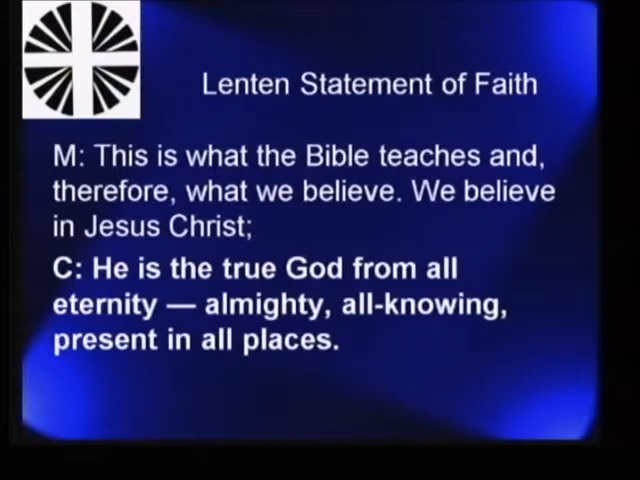 Lenten Statement of Faith
M: This is what the Bible teaches and,
therefore, what we believe. We believe
in Jesus Christ;
C: He is the true God from all
eternity — almighty, all-knowing,
present in all places.